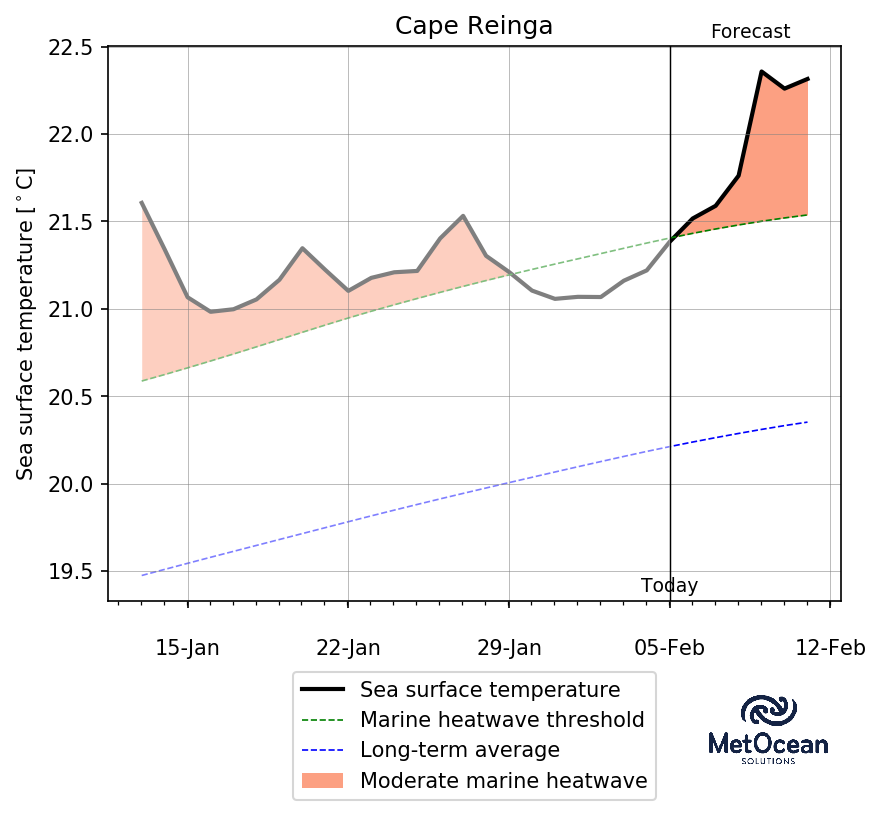 Cape Reinga
Forecast
22.5
22.0
21.5
21.0
20.5
20.0
19.5
Sea surface temperature [˚C]
Today
15-Jan 22-Jan 29-Jan 05-Feb 12-Feb
Sea surface temperature
Marine heatwave threshold
Long-term average
Moderate marine heatwave
MetOcean
SOLUTIONS